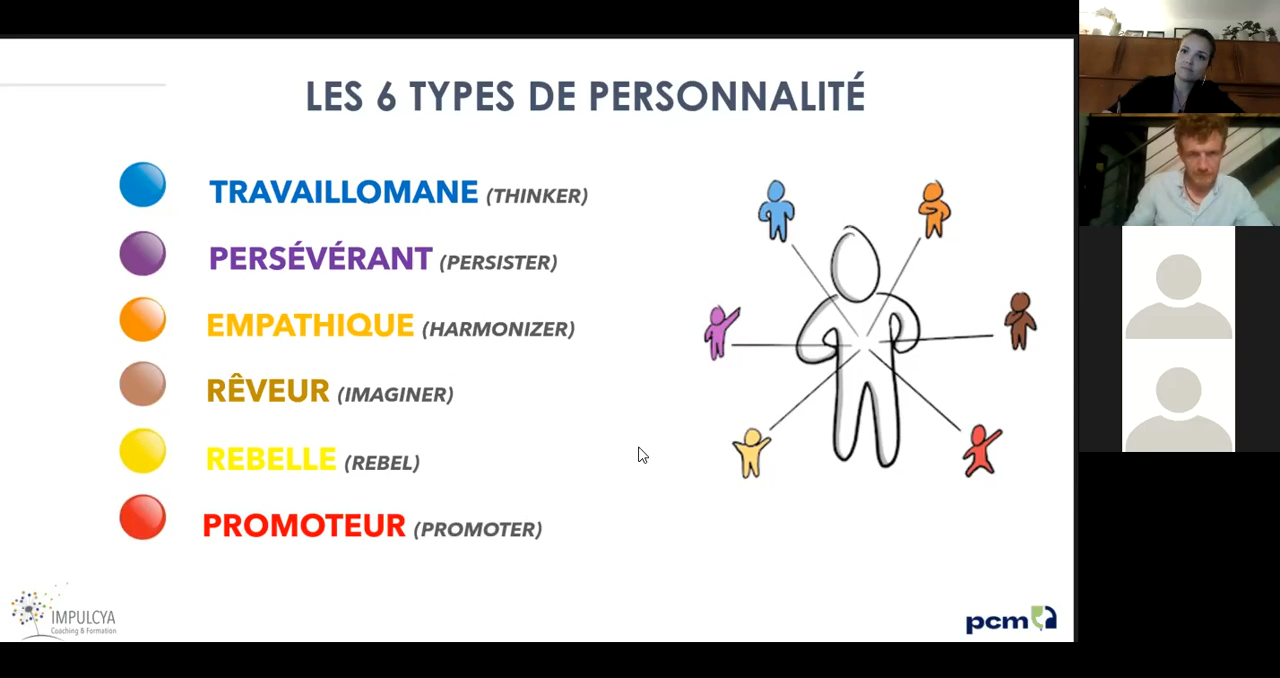 LES 6 TYPES DE PERSONNALITÉ
TRAVAILLOMANE (THINKER)
PERSÉVÉRANT (PERSISTER)
EMPATHIQUE (HARMONIZER)
RÊVEUR (IMAGINER)
REBELLE (REBEL)
PROMOTEUR (PROMOTER)
IMPULCYA
Coaching & Formation
pcm